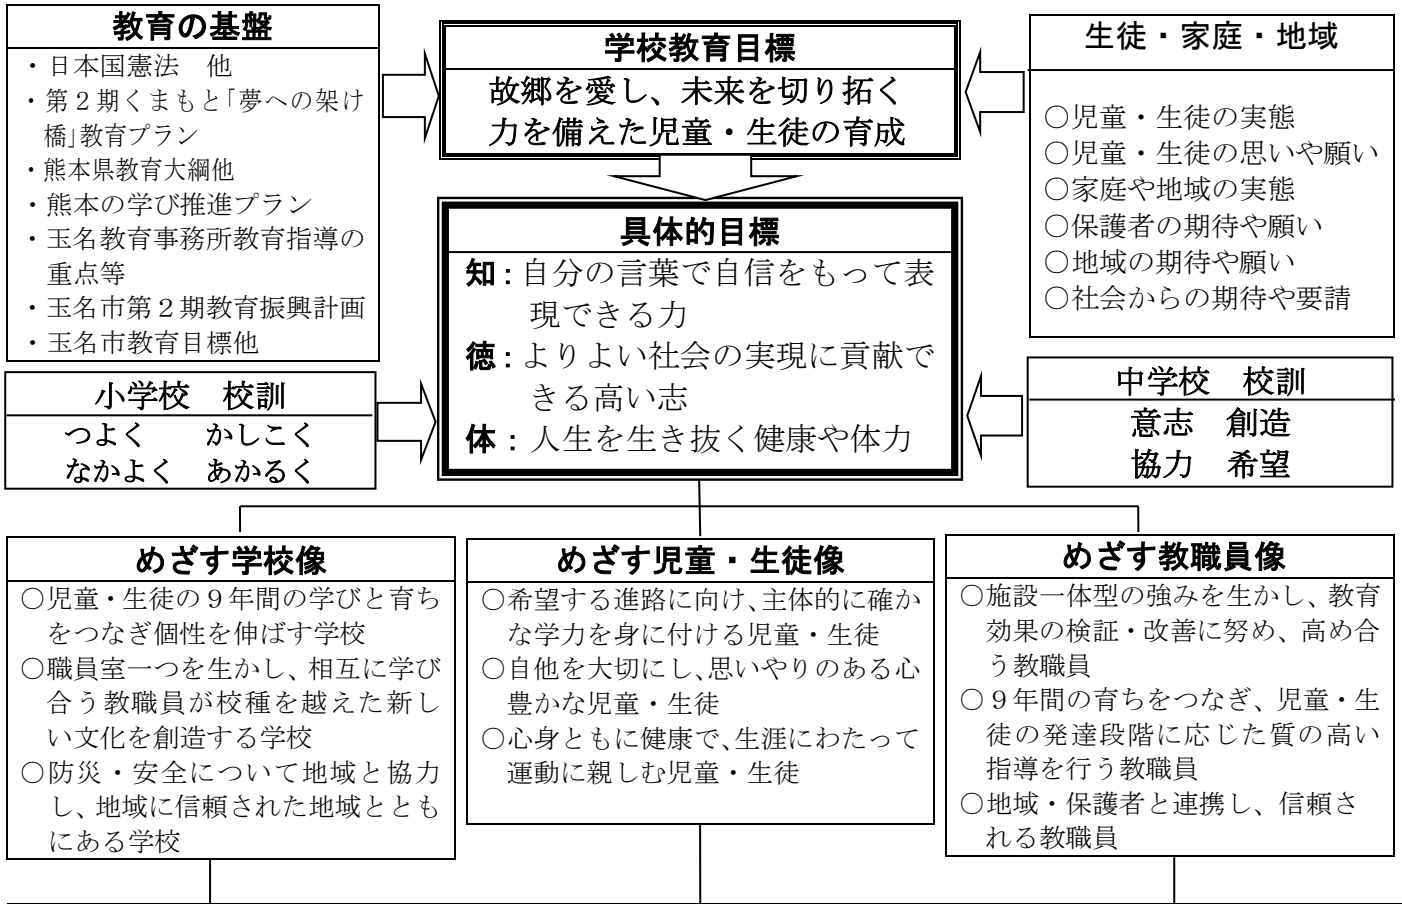 教育の基盤
・日本国憲法　他
・第２期くまもと｢夢への架け
橋｣教育プラン
・熊本県教育大綱他
・熊本の学び推進プラン
・玉名教育事務所教育指導の
重点等
・玉名市第２期教育振興計画
・玉名市教育目標他
学校教育目標
故郷を愛し、未来を切り拓く
力を備えた児童・生徒の育成
生徒・家庭・地域
○児童・生徒の実態
○児童・生徒の思いや願い
○家庭や地域の実態
○保護者の期待や願い
○地域の期待や願い
○社会からの期待や要請
具体的目標
知：自分の言葉で自信をもって表
現できる力
徳：よりよい社会の実現に貢献で
きる高い志
体：人生を生き抜く健康や体力
小学校　校訓
つよく　かしこく
なかよく　あかるく
中学校　校訓
意志　創造
協力　希望
めざす学校像
○児童・生徒の９年間の学びと育ち
をつなぎ個性を伸ばす学校
○職員室一つを生かし、相互に学び
合う教職員が校種を越えた新し
い文化を創造する学校
○防災・安全について地域と協力
し、地域に信頼された地域ととも
にある学校
めざす児童・生徒像
○希望する進路に向け、主体的に確か
な学力を身に付ける児童・生徒
○自他を大切にし、思いやりのある心
豊かな児童・生徒
○心身ともに健康で、生涯にわたって
運動に親しむ児童・生徒
めざす教職員像
○施設一体型の強みを生かし、教育
効果の検証・改善に努め、高め合
う教職員
○９年間の育ちをつなぎ、児童・生
徒の発達段階に応じた質の高い
指導を行う教職員
○地域・保護者と連携し、信頼さ
れる教職員